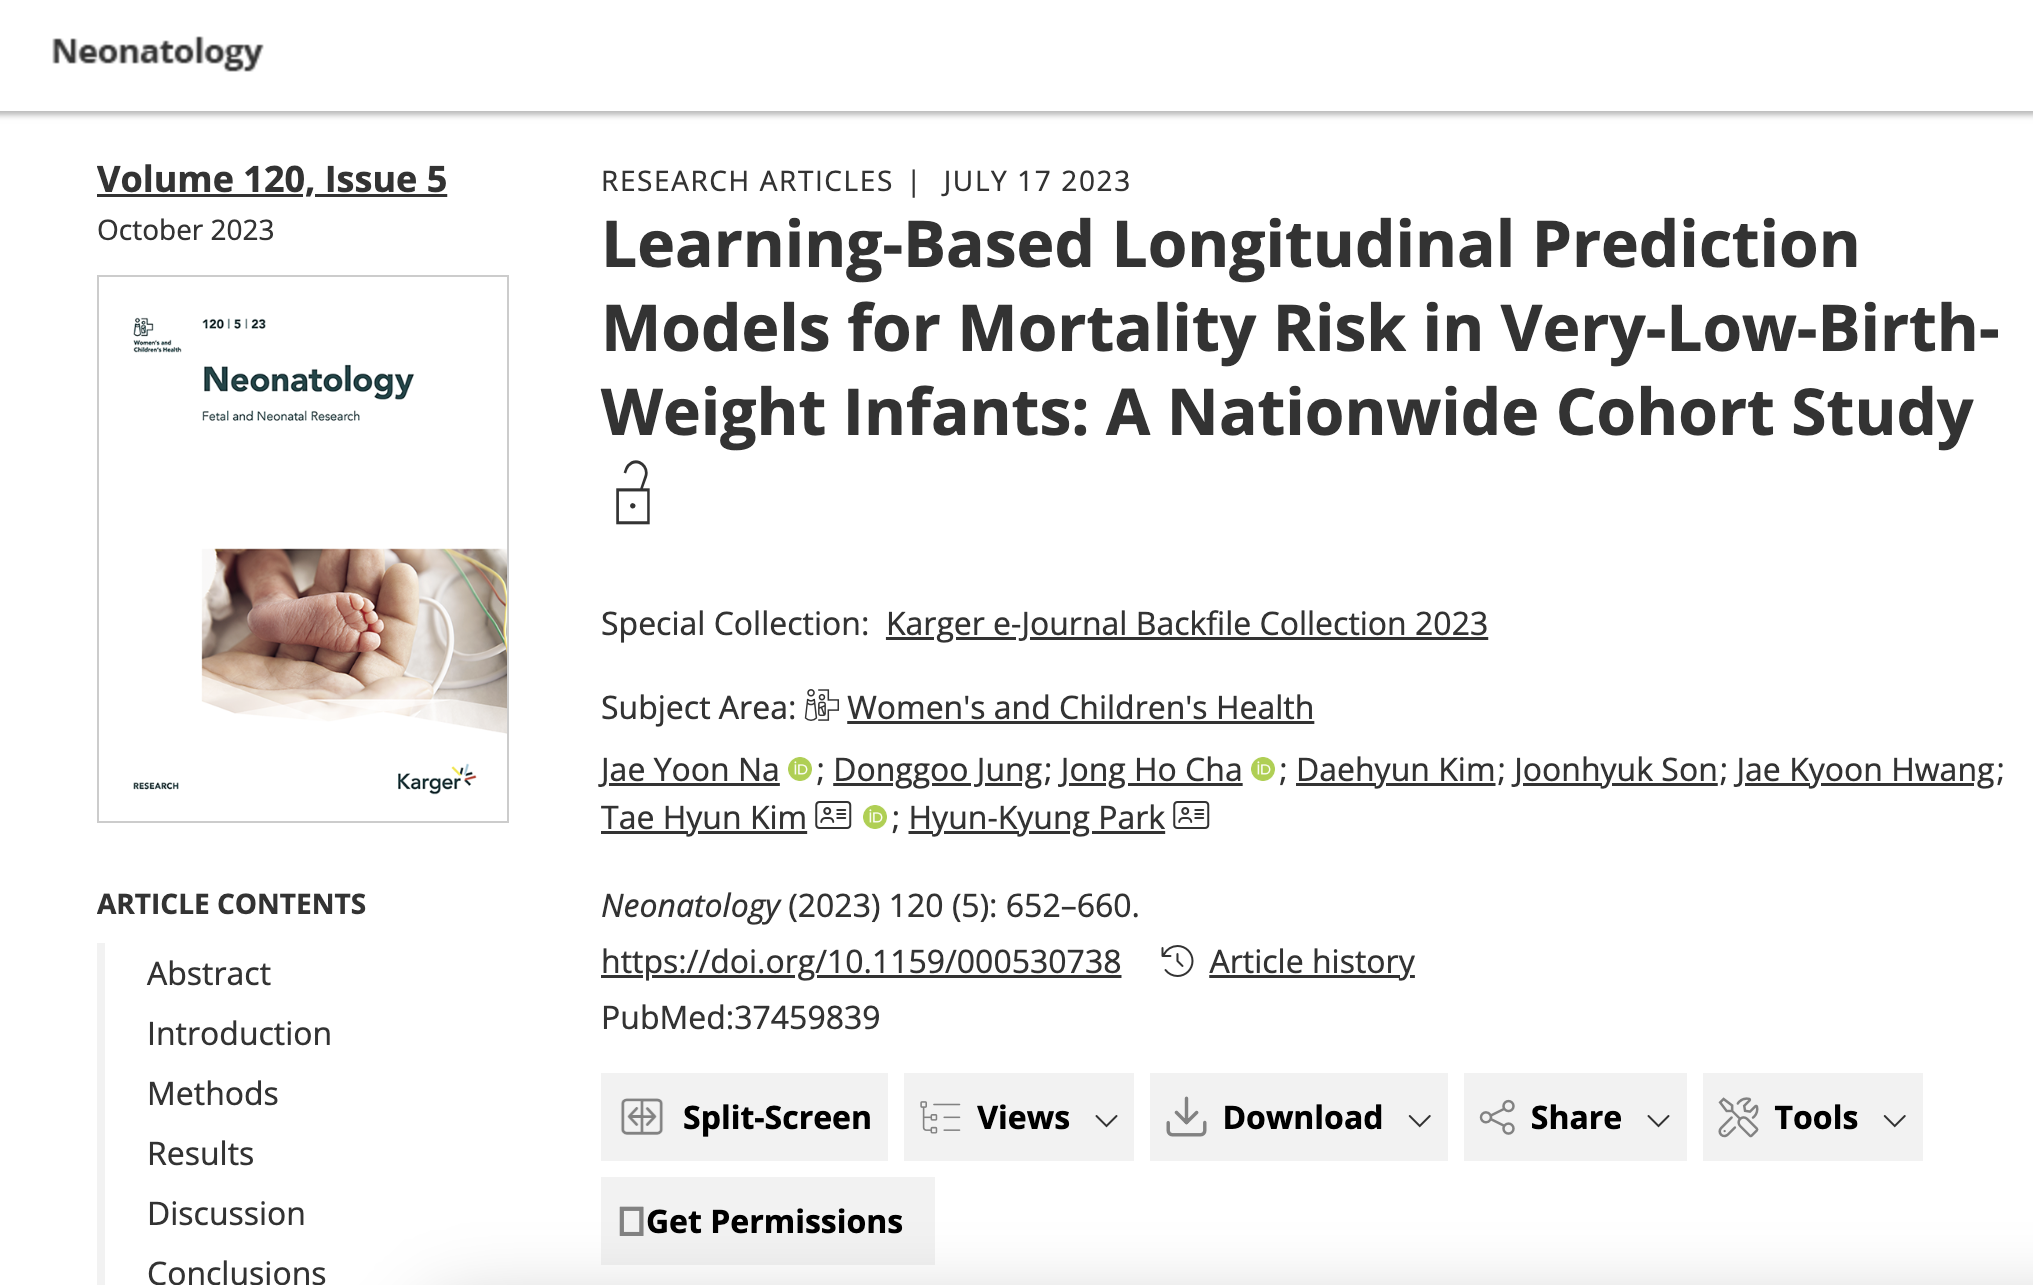 Neonatology
Volume 120, Issue 5
October 2023
120 | 5 | 23
Women's and
Children's Health
Neonatology
Fetal and Neonatal Research
RESEARCH
Karger
ARTICLE CONTENTS
Abstract
Introduction
Methods
Results
Discussion
Conclusions
RESEARCH ARTICLES | JULY 17 2023
Learning-Based Longitudinal Prediction
Models for Mortality Risk in Very-Low-Birth-
Weight Infants: A Nationwide Cohort Study
Special Collection: Karger e-Journal Backfile Collection 2023
Subject Area: Women's and Children's Health
Jae Yoon Na iD; Donggoo Jung; Jong Ho Cha iD; Daehyun Kim; Joonhyuk Son; Jae Kyoon Hwang;
Tae Hyun Kim iD; Hyun-Kyung Park
Neonatology (2023) 120 (5): 652–660.
https://doi.org/10.1159/000530738 Article history
PubMed:37459839
Split-Screen Views Download Share Tools
Get Permissions